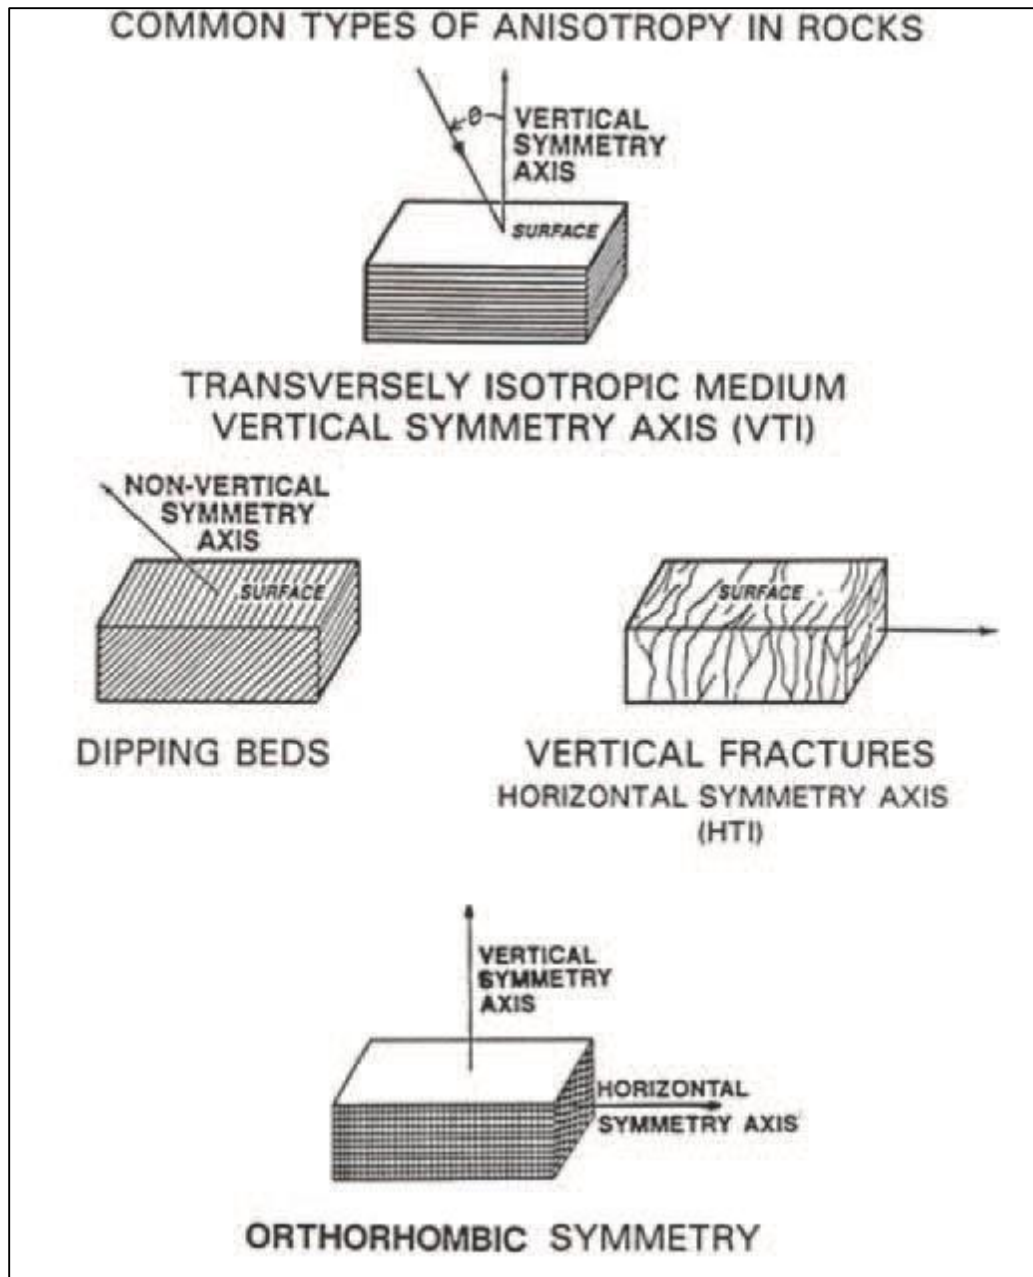 COMMON TYPES OF ANISOTROPY IN ROCKS
θ
VERTICAL
SYMMETRY
AXIS
SURFACE
TRANSVERSELY ISOTROPIC MEDIUM
VERTICAL SYMMETRY AXIS (VTI)
NON-VERTICAL
SYMMETRY
AXIS
SURFACE
DIPPING BEDS
SURFACE
VERTICAL FRACTURES
HORIZONTAL SYMMETRY AXIS
(HTI)
VERTICAL
SYMMETRY
AXIS
HORIZONTAL
SYMMETRY AXIS
ORTHORHOMBIC SYMMETRY